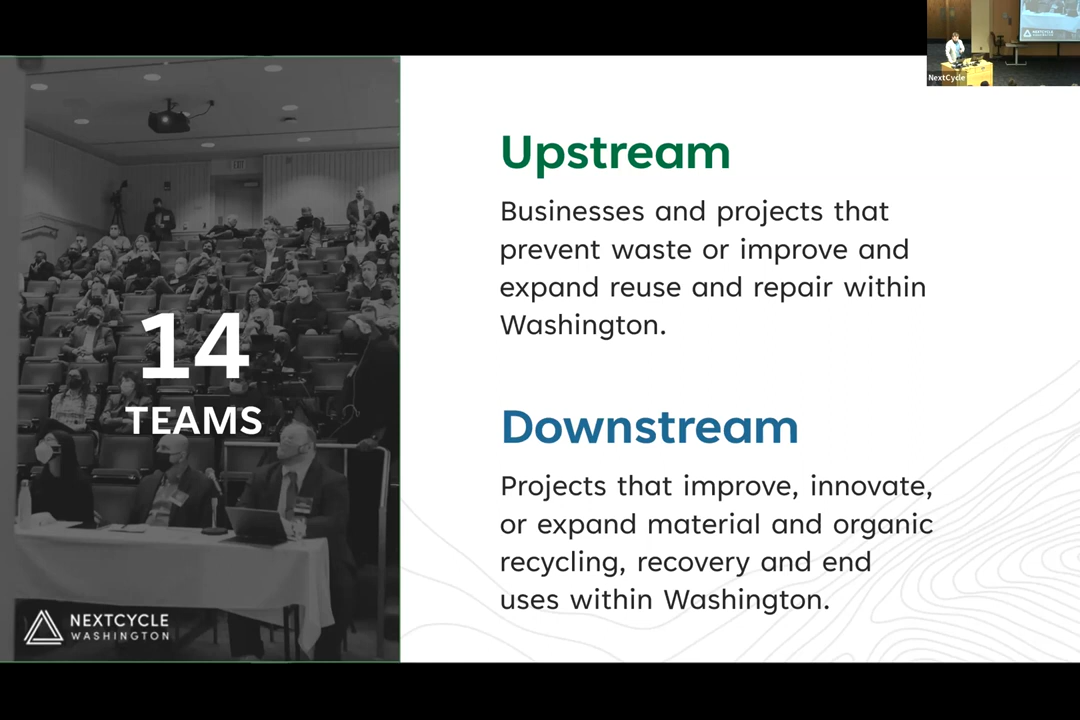 NextCycle
14
TEAMS
NEXTCYCLE
WASHINGTON
Upstream
Businesses and projects that
prevent waste or improve and
expand reuse and repair within
Washington.
Downstream
Projects that improve, innovate,
or expand material and organic
recycling, recovery and end
uses within Washington.